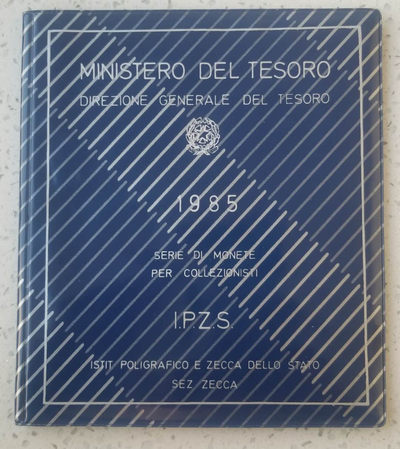 MINISTERO DEL TESORO
DIREZIONE GENERALE DEL TESORO
1985
SERIE DI MONETE
PER COLLEZIONISTI
I.P.Z.S.
ISTIT POLIGRAFICO E ZECCA DELLO STATO
SEZ ZECCA